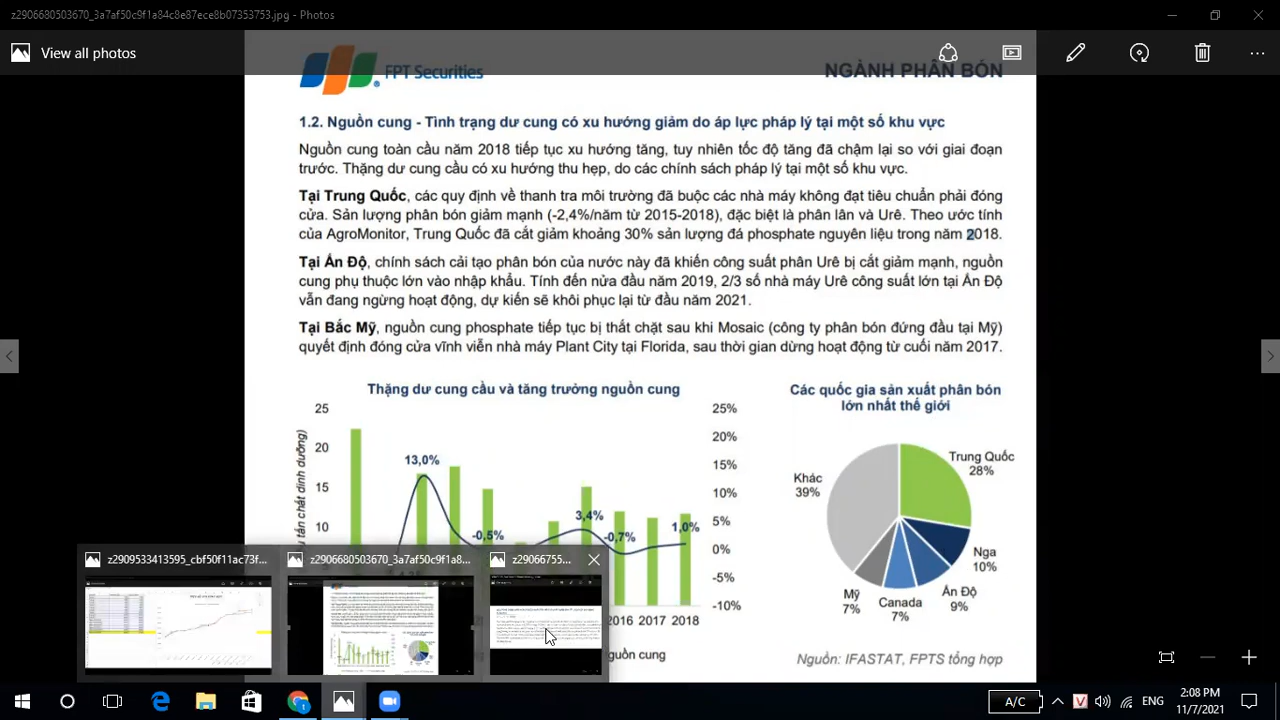 z2906680503670_3a7af50c9f1a84c8e87ece8b07353753.jpg - Photos
View all photos
FPT Securities
NGÀNH PHÂN BÓN
1.2. Nguồn cung - Tình trạng dư cung có xu hướng giảm do áp lực pháp lý tại một số khu vực
Nguồn cung toàn cầu năm 2018 tiếp tục xu hướng tăng, tuy nhiên tốc độ tăng đã chậm lại so với giai đoạn
trước. Thặng dư cung cầu có xu hướng thu hẹp, do các chính sách pháp lý tại một số khu vực.
Tại Trung Quốc, các quy định về thanh tra môi trường đã buộc các nhà máy không đạt tiêu chuẩn phải đóng
cửa. Sản lượng phân bón giảm mạnh (-2,4%/năm từ 2015-2018), đặc biệt là phân lân và Urê. Theo ước tính
của AgroMonitor, Trung Quốc đã cắt giảm khoảng 30% sản lượng đá phosphate nguyên liệu trong năm 2018.
Tại Ấn Độ, chính sách cải tạo phân bón của nước này đã khiến công suất phân Urê bị cắt giảm mạnh, nguồn
cung phụ thuộc lớn vào nhập khẩu. Tính đến nửa đầu năm 2019, 2/3 số nhà máy Urê công suất lớn tại Ấn Độ
vẫn đang ngừng hoạt động, dự kiến sẽ khôi phục lại từ đầu năm 2021.
Tại Bắc Mỹ, nguồn cung phosphate tiếp tục bị thắt chặt sau khi Mosaic (công ty phân bón đứng đầu tại Mỹ)
quyết định đóng cửa vĩnh viễn nhà máy Plant City tại Florida, sau thời gian dừng hoạt động từ cuối năm 2017.
Thặng dư cung cầu và tăng trưởng nguồn cung
25
20
15
10
u tấn chất dinh dưỡng)
13,0%
-0,5%
3,4%
-0,7%
1,0%
25%
20%
15%
10%
5%
0%
-5%
-10%
2016 2017 2018
guồn cung
Các quốc gia sản xuất phân bón
lớn nhất thế giới
Trung Quốc
28%
Nga
10%
Ấn Độ
9%
Canada
7%
Mỹ
7%
Khác
39%
Nguồn: IFASTAT, FPTS tổng hợp
z2909533413595_cbf50f11ac73f...
z2906680503670_3a7af50c9f1a8...
z29066755...
A/C
V
ENG
2:08 PM
11/7/2021